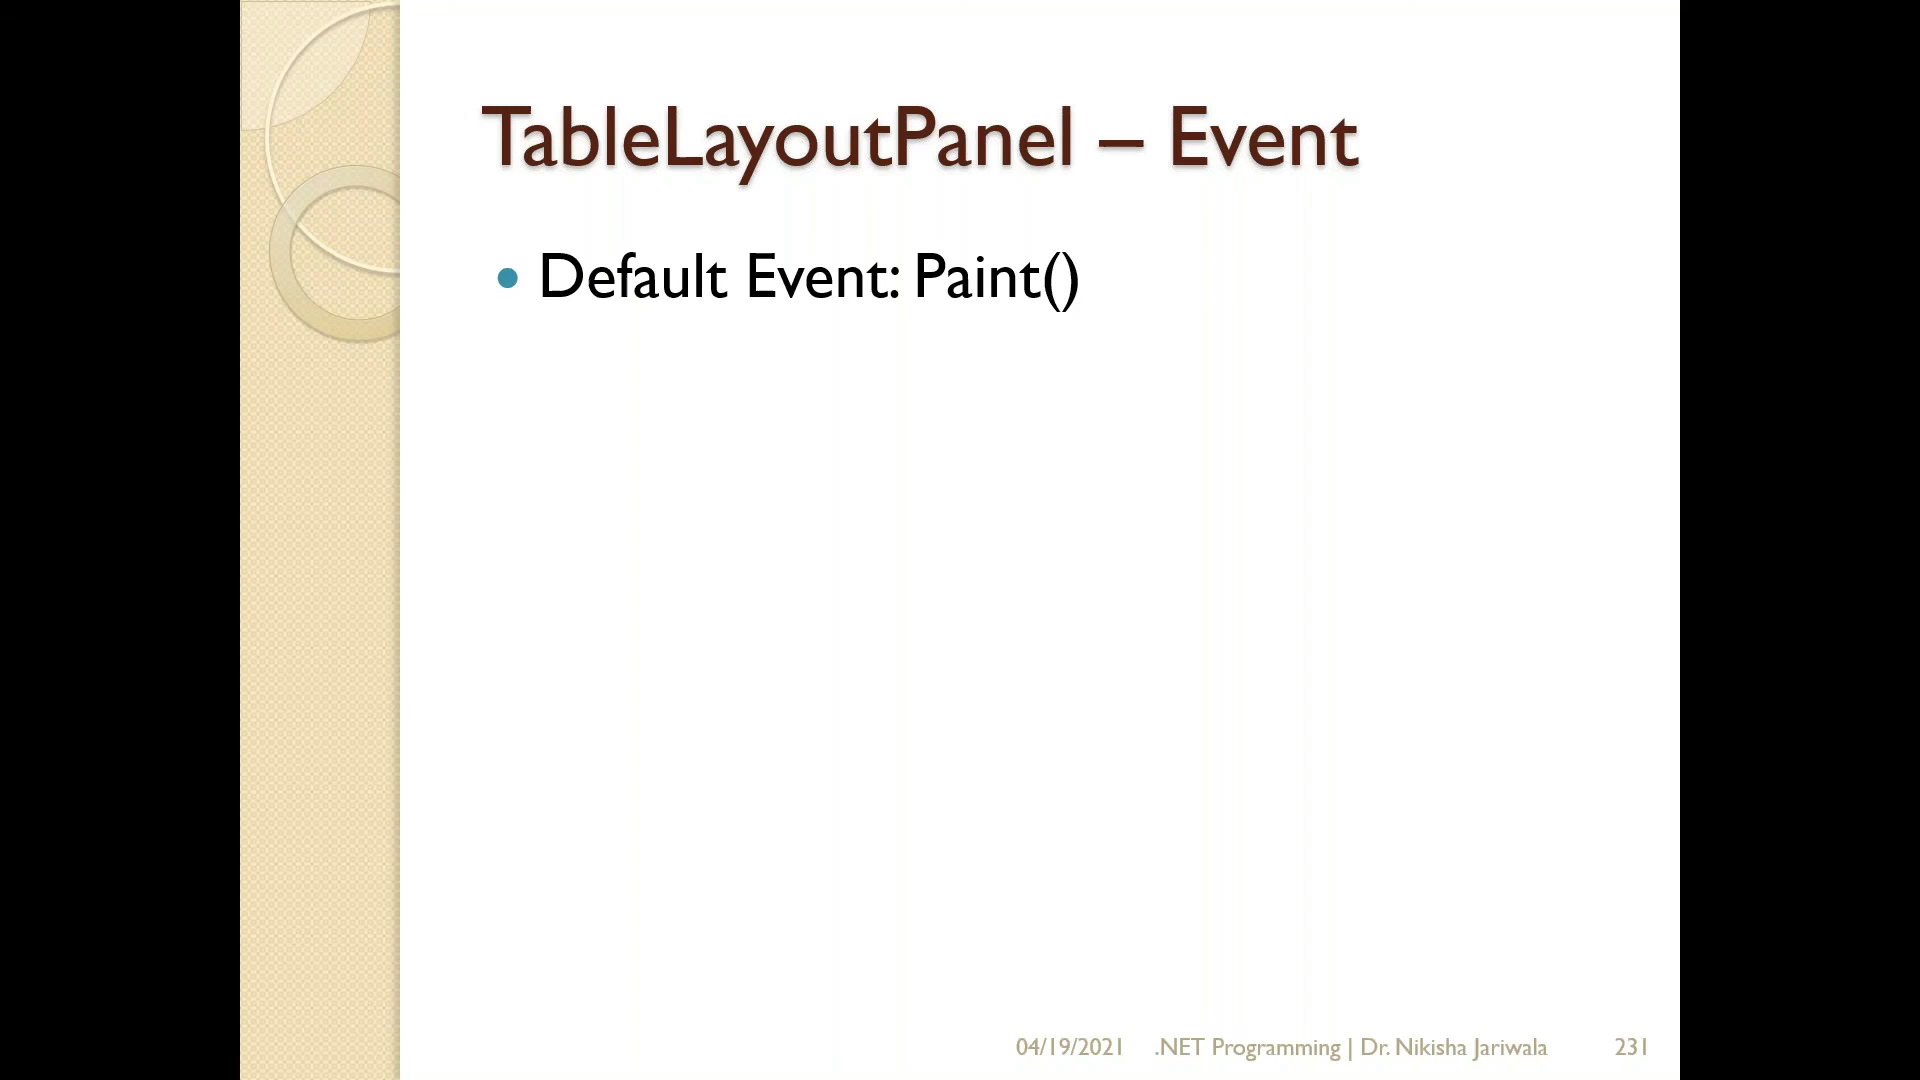 TableLayoutPanel – Event
• Default Event: Paint()
04/19/2021 .NET Programming | Dr. Nikisha Jariwala 231